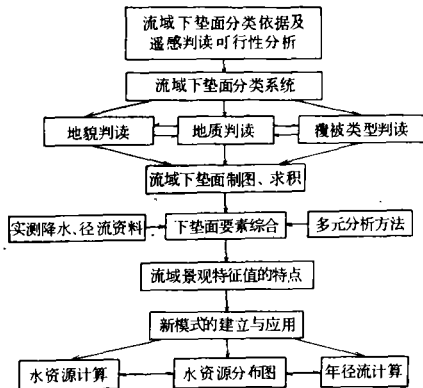 流域下垫面分类依据及
遥感判读可行性分析
流域下垫面分类系统
地貌判读
地质判读
覆被类型判读
流域下垫面制图、求积
实测降水、径流资料
下垫面要素综合
多元分析方法
流域景观特征值的特点
新模式的建立与应用
水资源计算
水资源分布图
年径流计算